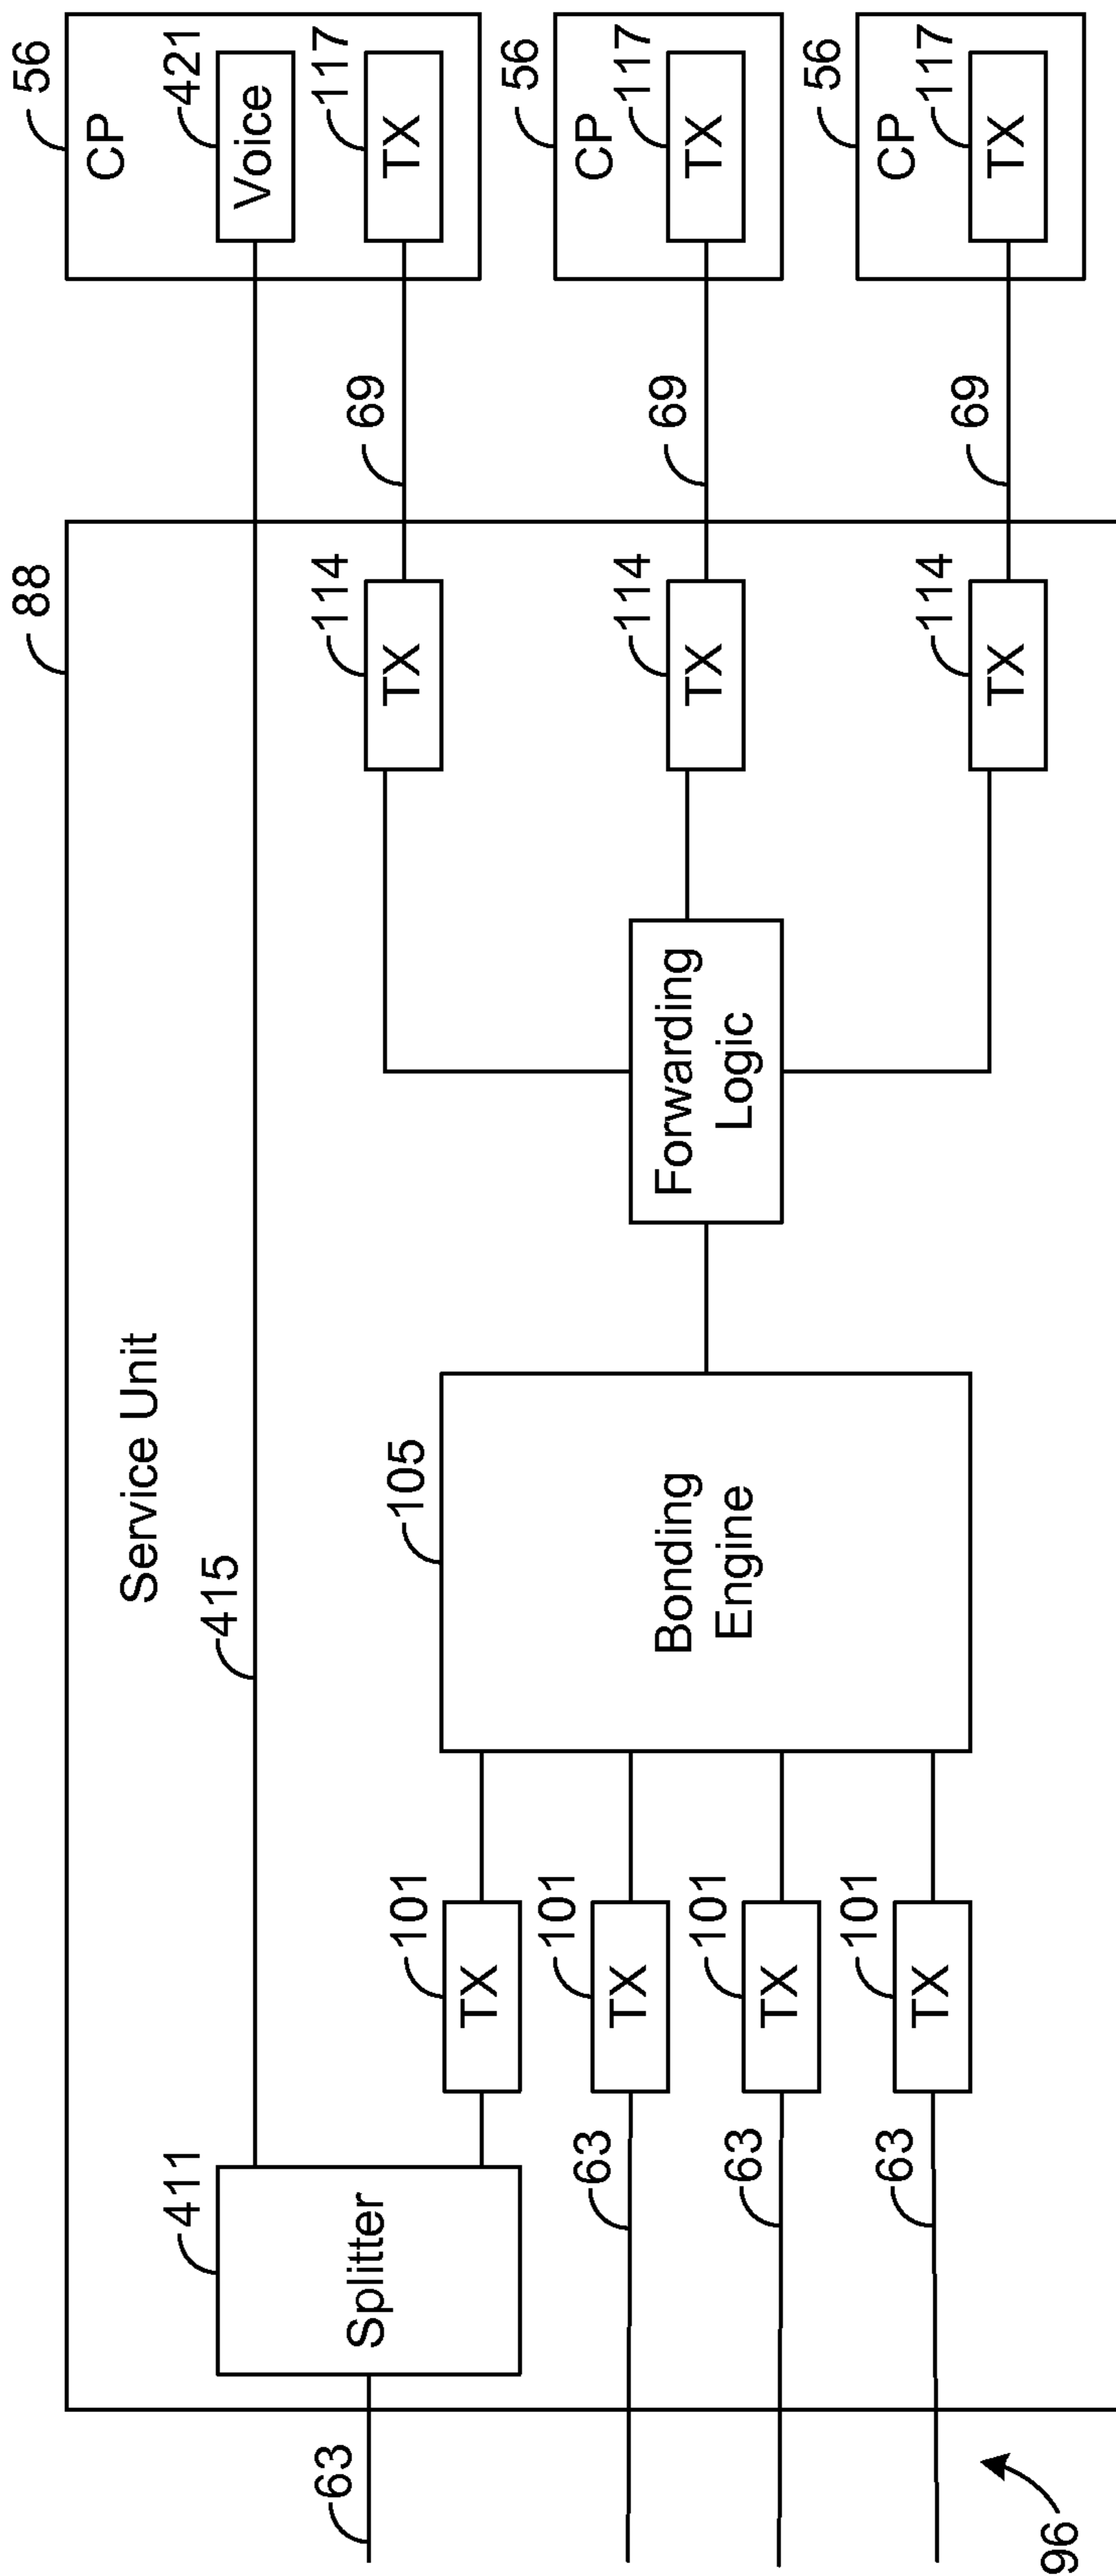 88
56
Service Unit
CP
411
415
421
Voice
63
Splitter
101
TX
105
114
TX
69
117
TX
63
101
TX
Bonding
Engine
Forwarding
Logic
114
TX
69
56
CP
117
TX
63
101
TX
63
101
TX
114
TX
69
56
CP
117
TX
96